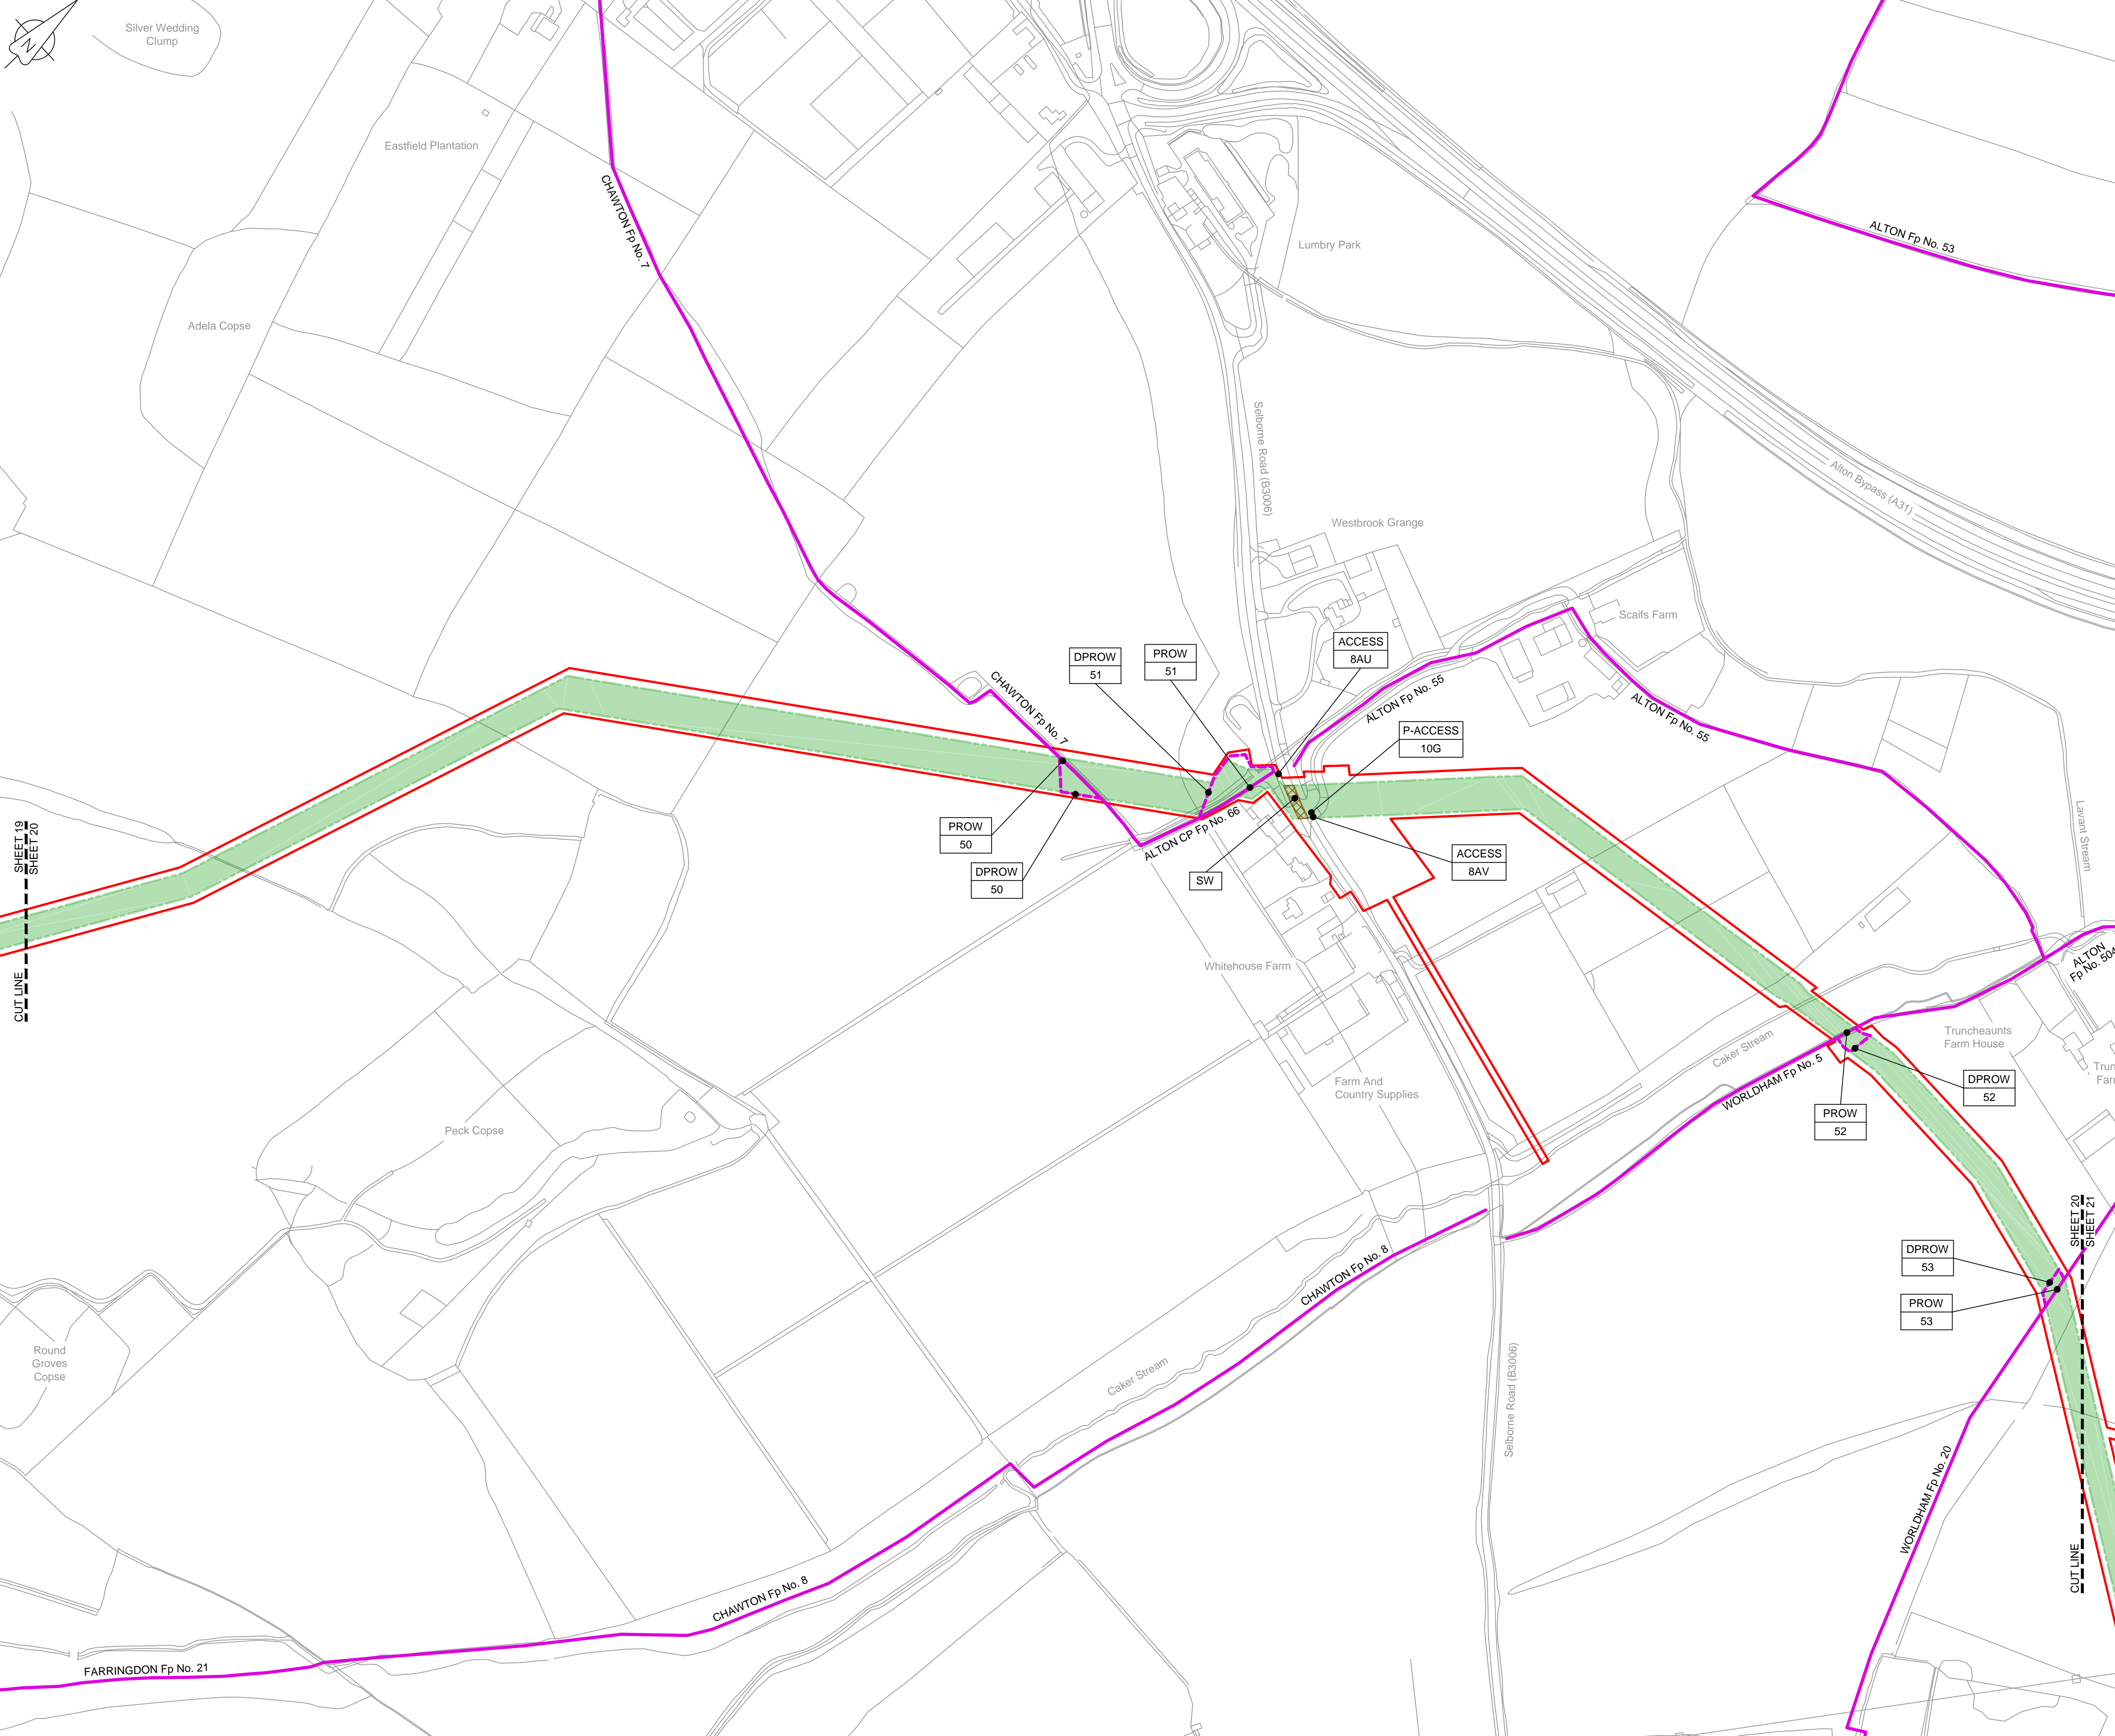 N
Silver Wedding
Clump
Eastfield Plantation
CHAWTON Fp No. 7
Adela Copse
Lumbry Park
ALTON Fp No. 53
Selborne Road (B3006)
Alton Bypass (A31)
Westbrook Grange
Scaifs Farm
DPROW
51
PROW
51
ACCESS
8AU
ALTON Fp No. 55
ALTON Fp No. 55
CHAWTON Fp No. 7
P-ACCESS
10G
PROW
50
DPROW
50
ALTON CP Fp No. 66
SW
ACCESS
8AV
SHEET 19
SHEET 20
CUT LINE
Lavant Stream
ALTON
Fp No. 504
Whitehouse Farm
Truncheaunts
Farm House
Trun
Farm
Caker Stream
WORLDHAM Fp No. 5
DPROW
52
PROW
52
Farm And
Country Supplies
Peck Copse
SHEET 20
SHEET 21
CUT LINE
DPROW
53
PROW
53
CHAWTON Fp No. 8
Caker Stream
Selborne Road (B3006)
Round
Groves
Copse
WORLDHAM Fp No. 20
CHAWTON Fp No. 8
FARRINGDON Fp No. 21